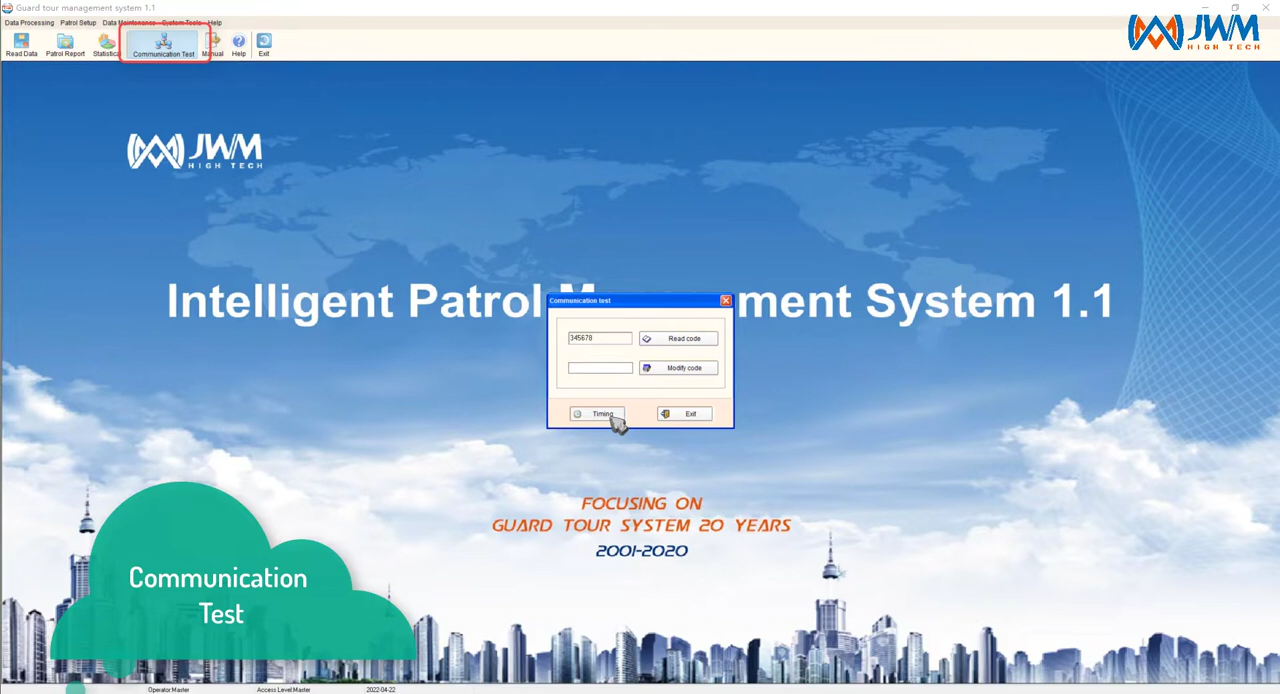 Guard tour management system 1.1
Data Processing Patrol Setup Data Maintenance System Tools Help
Read Data Patrol Report Statistical Communication Test Manual Help Exit
JWM
HIGH TECH
JWM
HIGH TECH
Intelligent Patrol M ment System 1.1
Communication test
345678 Read code
Modify code
Timing Exit
FOCUSING ON
GUARD TOUR SYSTEM 20 YEARS
2001-2020
Communication
Test
Operator:Master Access Level:Master 2022-04-22